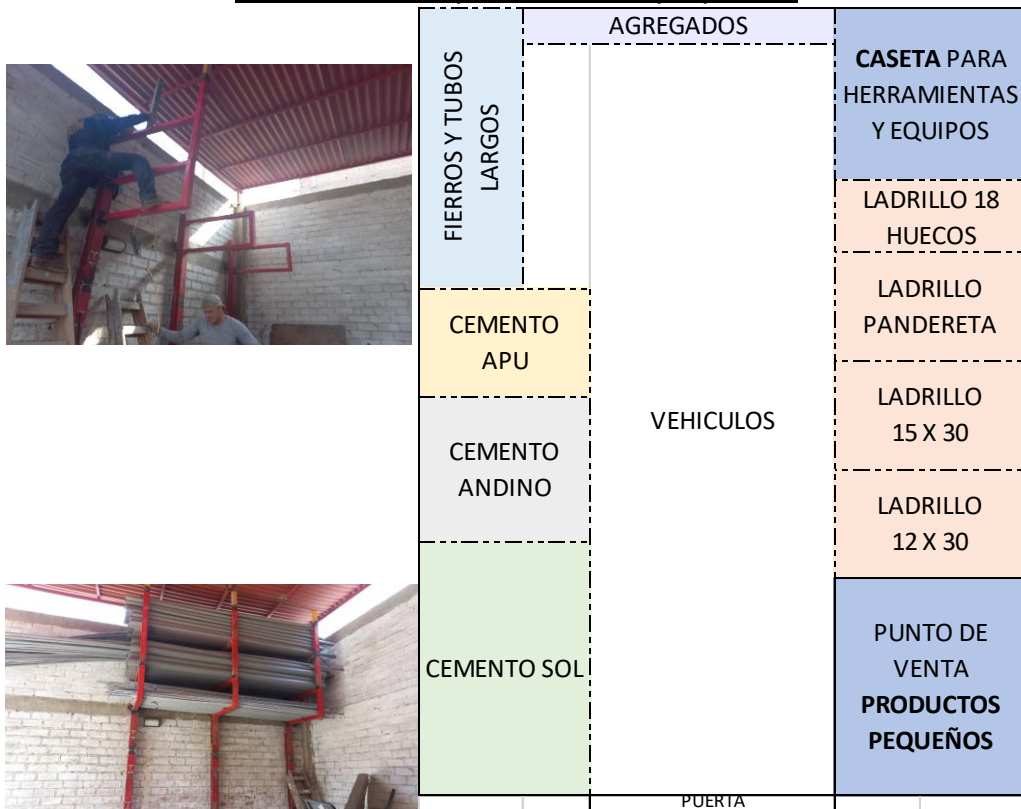 AGREGADOS
FIERROS Y TUBOS
LARGOS
CASETA PARA
HERRAMIENTAS
Y EQUIPOS
LADRILLO 18
HUECOS
LADRILLO
PANDERETA
CEMENTO
APU
VEHICULOS
LADRILLO
15 X 30
CEMENTO
ANDINO
LADRILLO
12 X 30
CEMENTO SOL
PUNTO DE
VENTA
PRODUCTOS
PEQUEÑOS
PUERTA